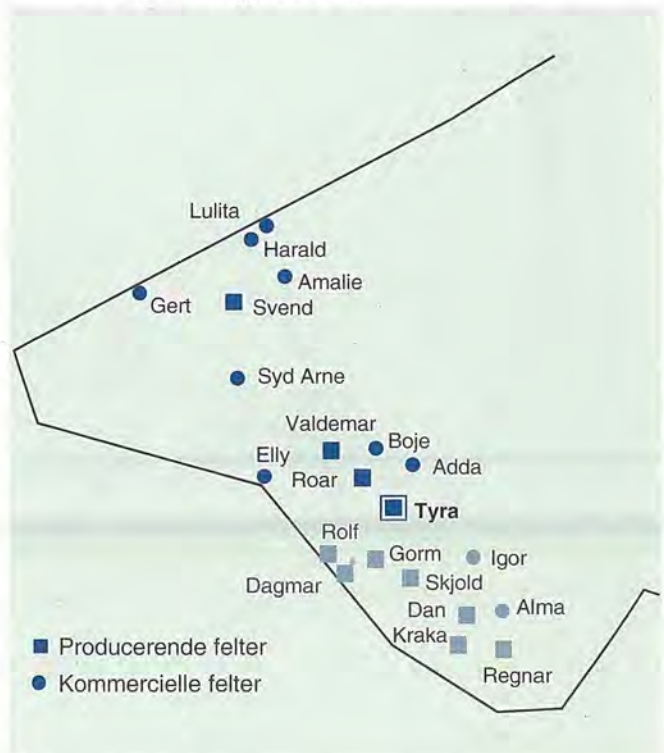 Lulita
Harald
Amalie
Gert
Svend
Syd Arne
Valdemar
Boje
Elly
Adda
Roar
Tyra
Rolf
Gorm
Igor
Dagmar
Skjold
Dan
Alma
Kraka
Regnar
Producerende felter
Kommercielle felter